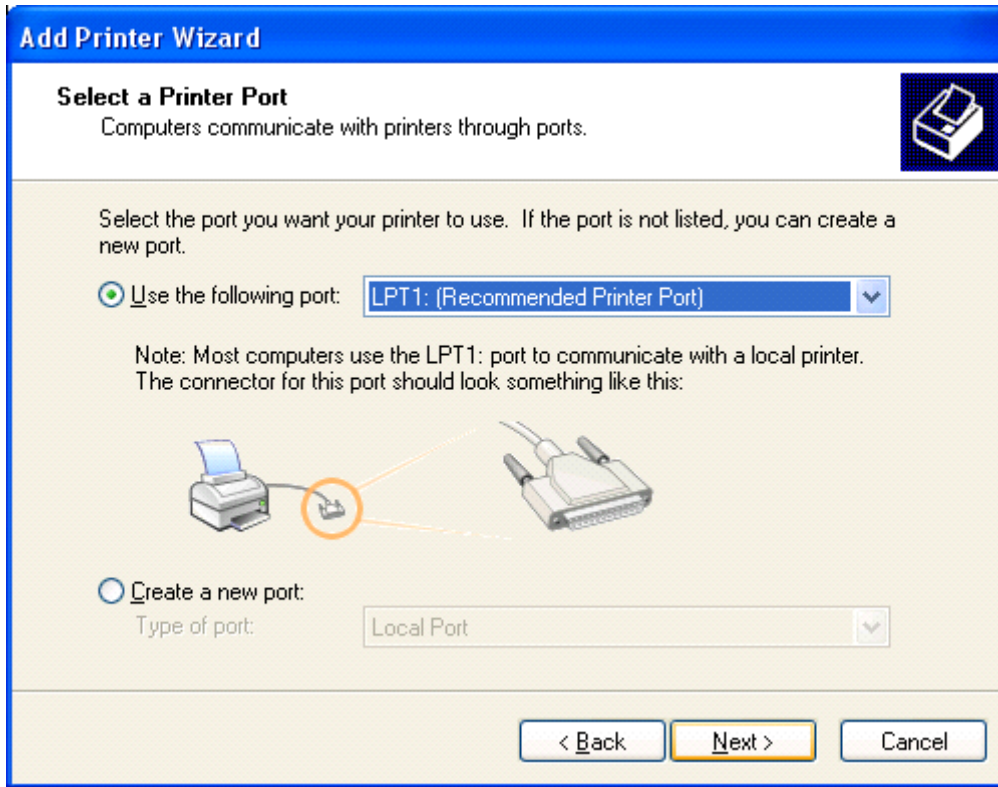 Add Printer Wizard
Select a Printer Port
Computers communicate with printers through ports.
Select the port you want your printer to use.  If the port is not listed, you can create a
new port.
Use the following port:
LPT1: (Recommended Printer Port)
Note: Most computers use the LPT1: port to communicate with a local printer.
The connector for this port should look something like this:
Create a new port:
Type of port:
Local Port
< Back
Next >
Cancel